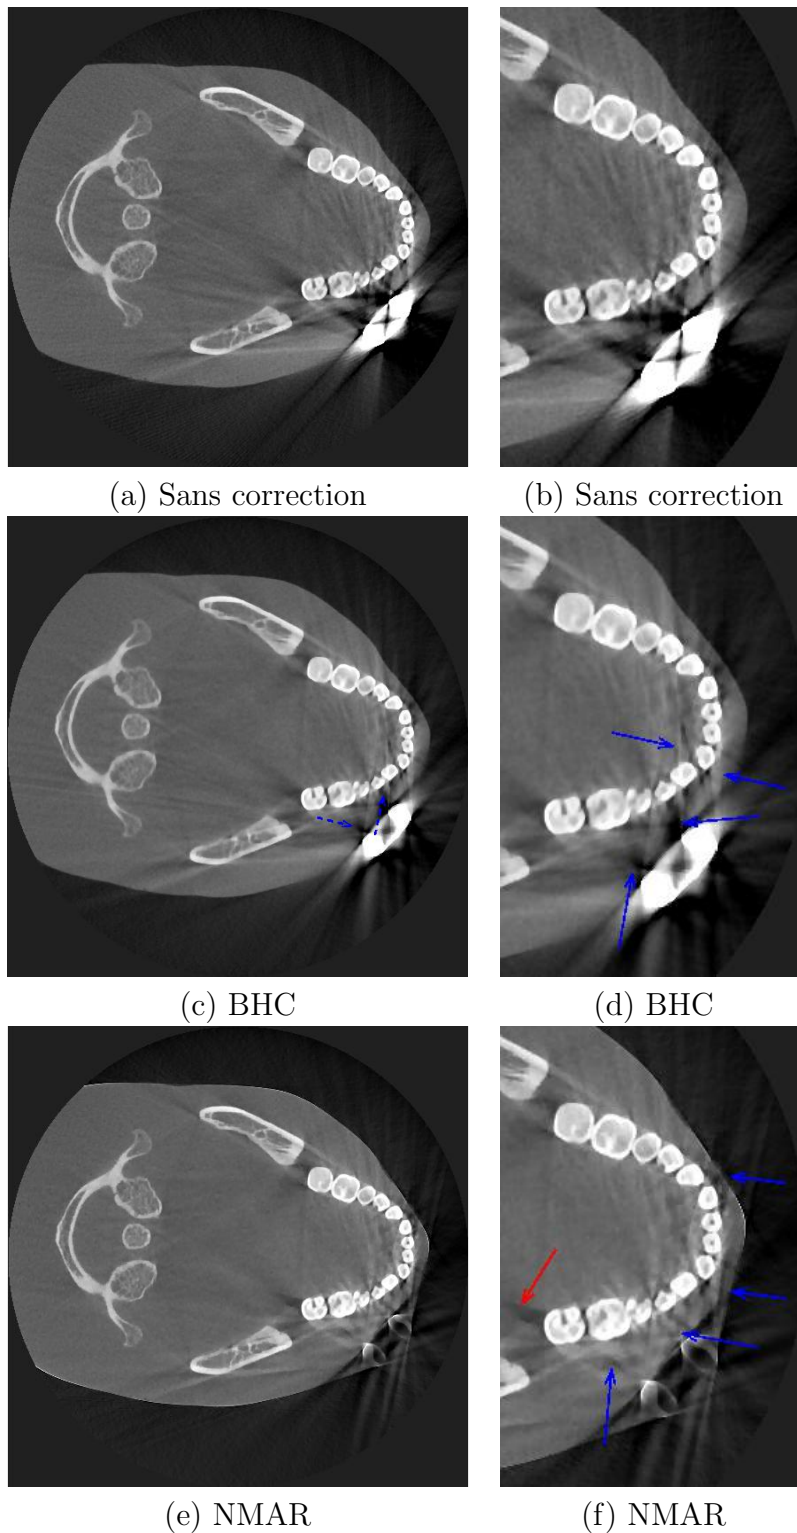 (a) Sans correction
(b) Sans correction
(c) BHC
(d) BHC
(e) NMAR
(f) NMAR